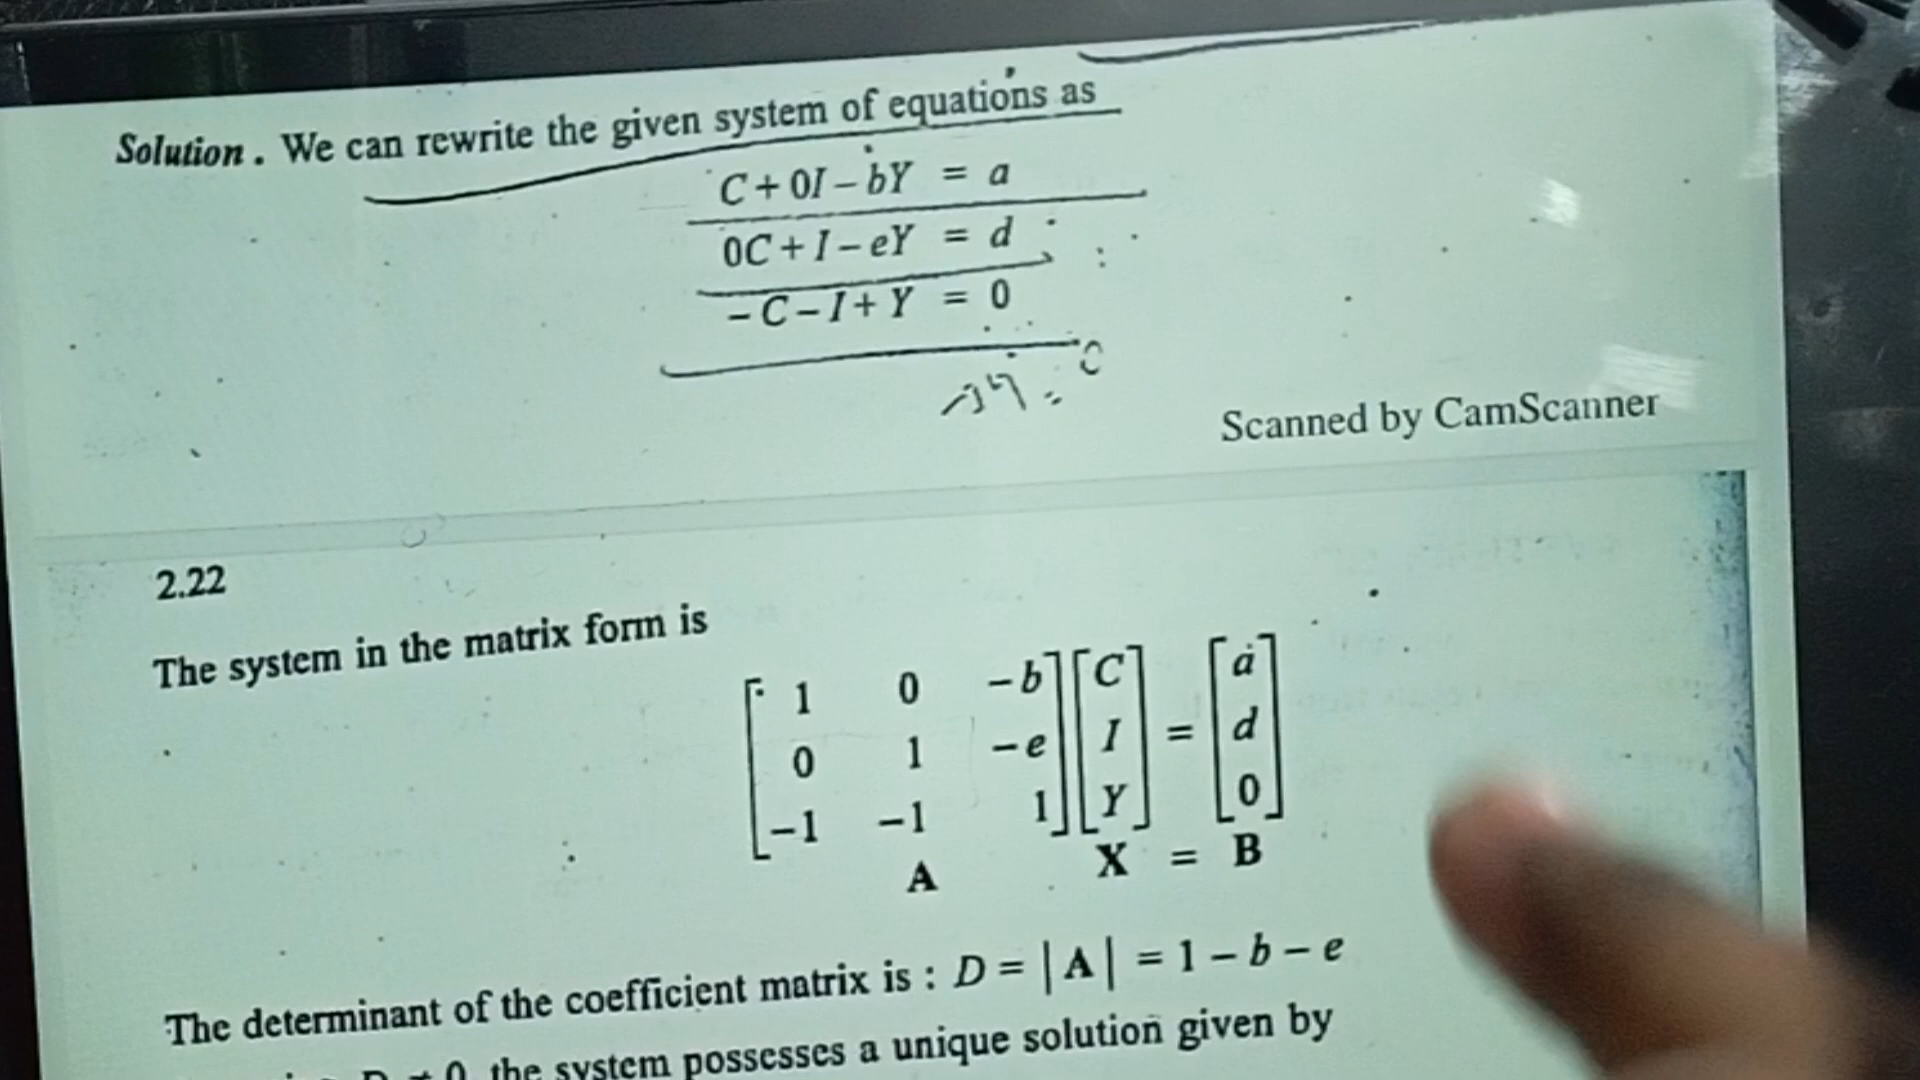 Solution. We can rewrite the given system of equations as
C + 0I – bY = a
0C + I – eY = d
– C – I + Y = 0
Scanned by CamScanner
2.22
The system in the matrix form is
1 0 – b C a
0 1 – e I = d
–1 –1 1 Y 0
A X = B
The determinant of the coefficient matrix is : D = | A | = 1 – b – e
D ≠ 0, the system possesses a unique solution given by